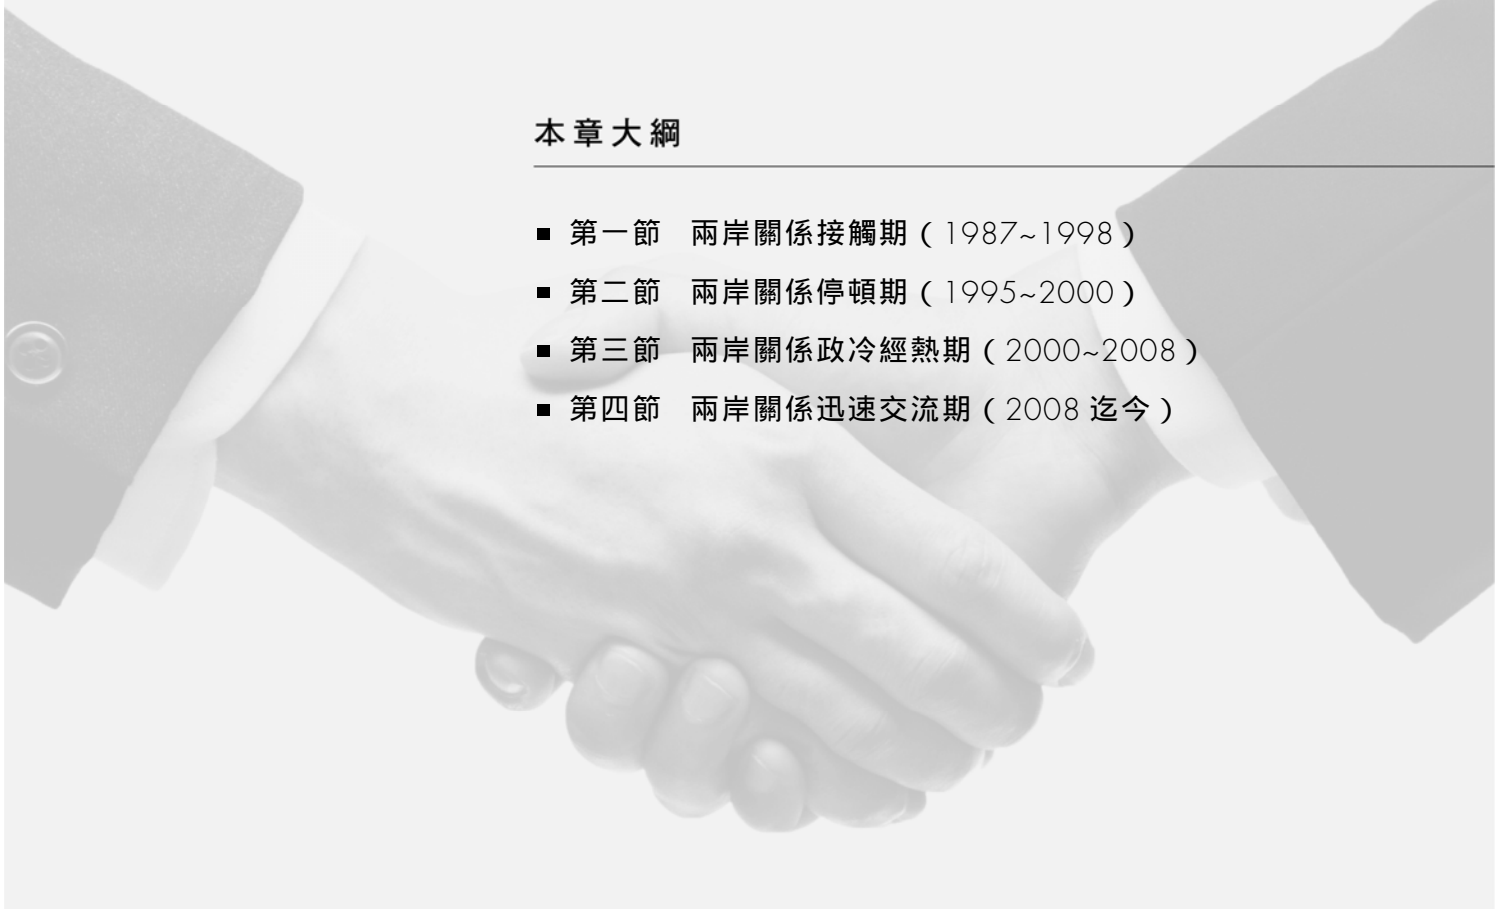 本章大綱
■ 第一節　兩岸關係接觸期（1987~1998）
■ 第二節　兩岸關係停頓期（1995~2000）
■ 第三節　兩岸關係政冷經熱期（2000~2008）
■ 第四節　兩岸關係迅速交流期（2008 迄今）